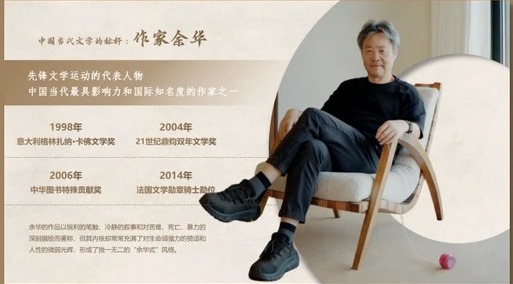 中国当代文学的标杆：作家余华
先锋文学运动的代表人物
中国当代最具影响力和国际知名度的作家之一
1998年
意大利格林扎纳•卡佛文学奖
2004年
21世纪鼎钧双年文学奖
2006年
中华图书特殊贡献奖
2014年
法国文学勋章骑士勋位
余华的作品以锐利的笔触、冷静的叙事和对苦难、死亡、暴力的
深刻描绘而著称，但其内核却常常充满了对生命顽强力的赞颂和
人性的微弱光辉，形成了独一无二的“余华式”风格。